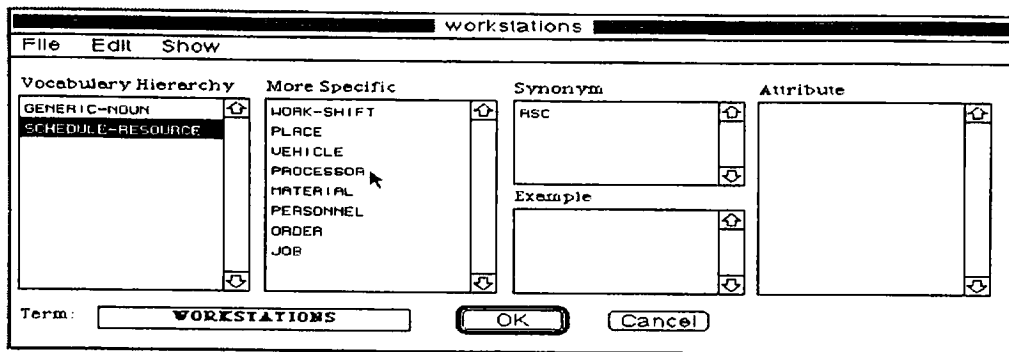 workstations
File Edit Show
Vocabulary Hierarchy
GENERIC-NOUN
SCHEDULE-RESOURCE
More Specific
WORK-SHIFT
PLACE
VEHICLE
PROCESSOR
MATERIAL
PERSONNEL
ORDER
JOB
Synonym
RSC
Example
Attribute
Term: WORKSTATIONS
OK
Cancel